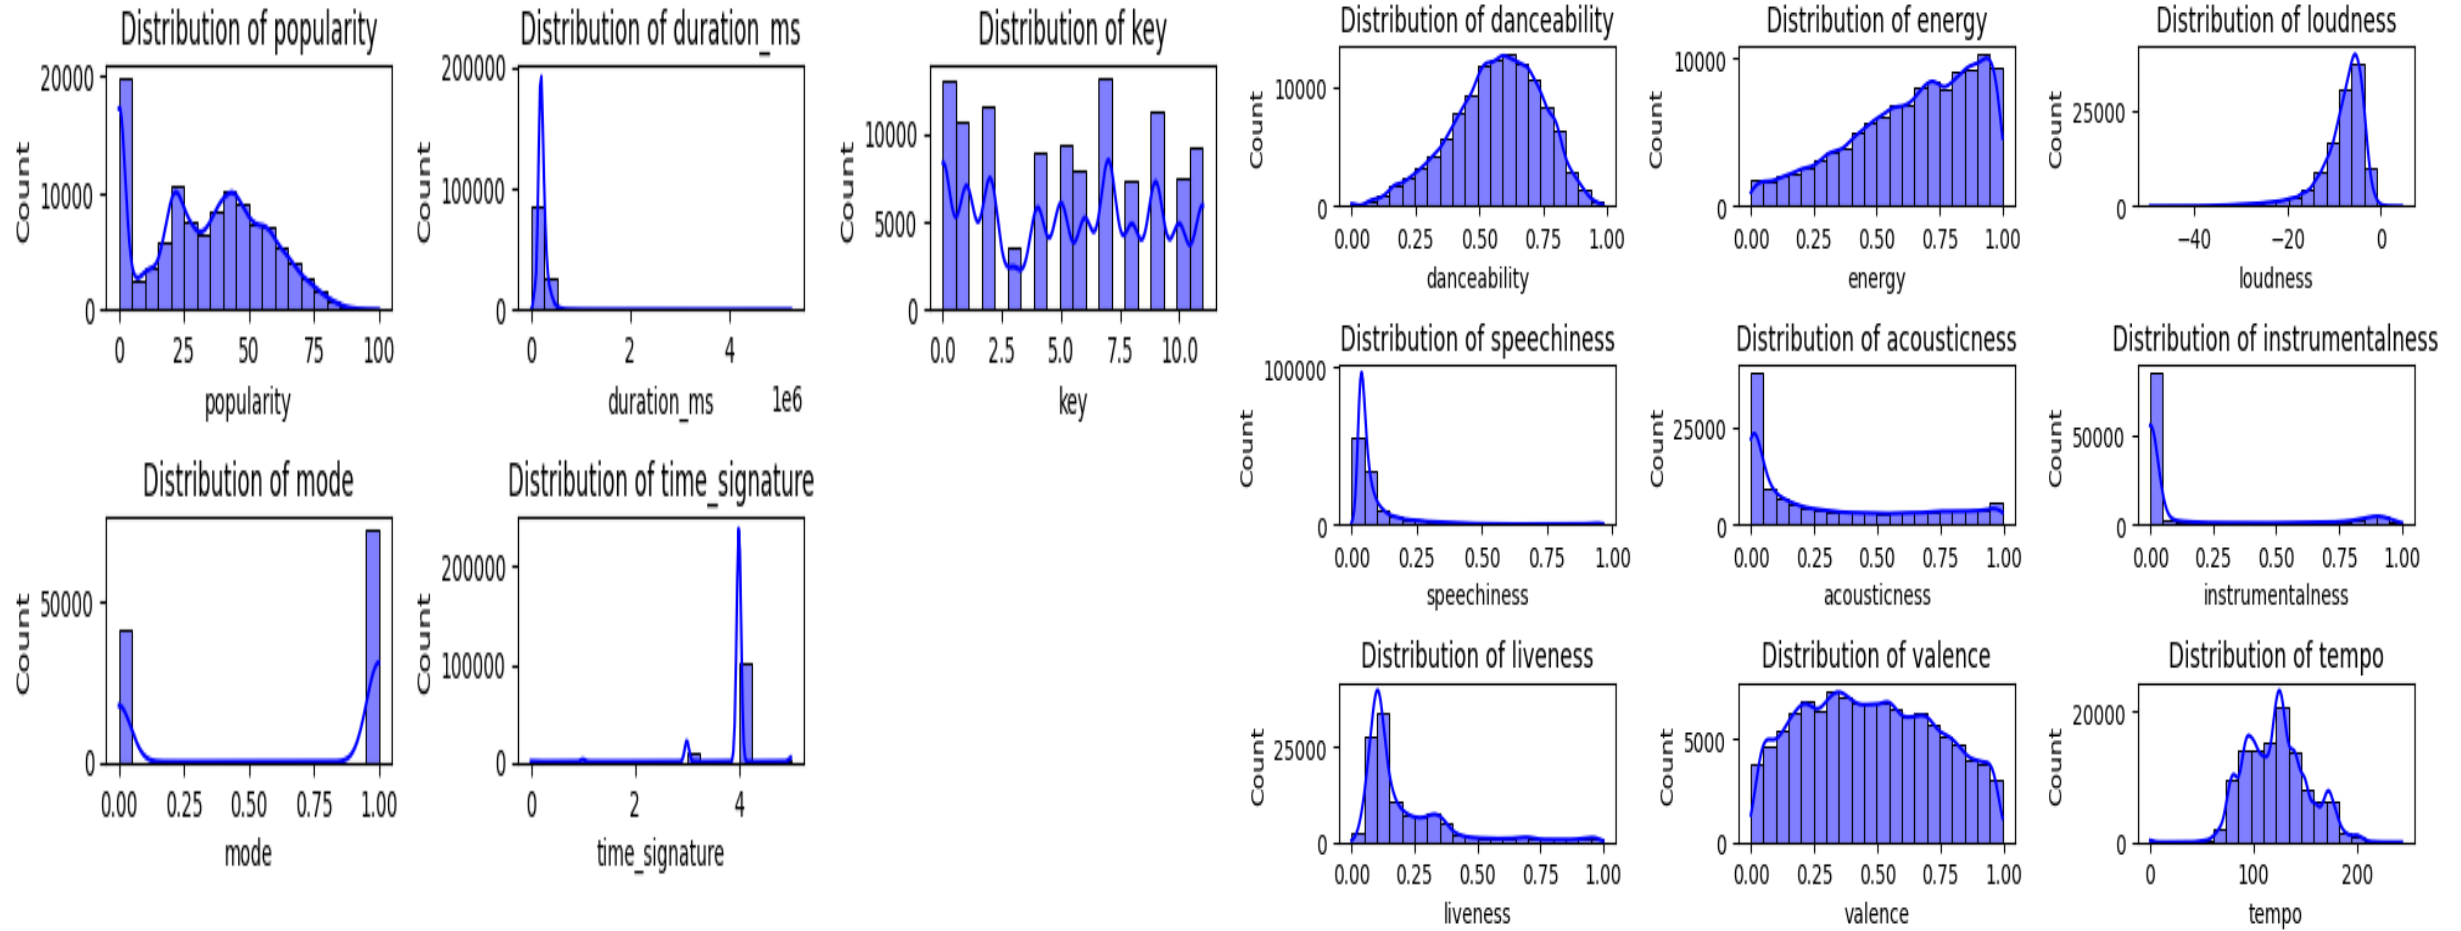 Distribution of popularity
20000
10000
0
Count
0 25 50 75 100
popularity
Distribution of duration_ms
200000
100000
0
Count
0 2 4
1e6
duration_ms
Distribution of key
10000
5000
0
Count
0.0 2.5 5.0 7.5 10.0
key
Distribution of mode
50000
0
Count
0.00 0.25 0.50 0.75 1.00
mode
Distribution of time_signature
200000
100000
0
Count
0 2 4
time_signature
Distribution of danceability
10000
0
Count
0.00 0.25 0.50 0.75 1.00
danceability
Distribution of energy
10000
0
Count
0.00 0.25 0.50 0.75 1.00
energy
Distribution of loudness
25000
0
Count
−40 −20 0
loudness
Distribution of speechiness
100000
0
Count
0.00 0.25 0.50 0.75 1.00
speechiness
Distribution of acousticness
25000
0
Count
0.00 0.25 0.50 0.75 1.00
acousticness
Distribution of instrumentalness
50000
0
Count
0.00 0.25 0.50 0.75 1.00
instrumentalness
Distribution of liveness
25000
0
Count
0.00 0.25 0.50 0.75 1.00
liveness
Distribution of valence
5000
0
Count
0.00 0.25 0.50 0.75 1.00
valence
Distribution of tempo
20000
0
Count
0 100 200
tempo